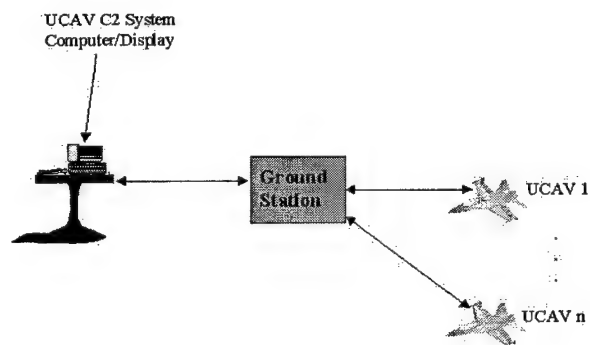 UCAV C2 System
Computer/Display
Ground
Station
UCAV 1
UCAV n